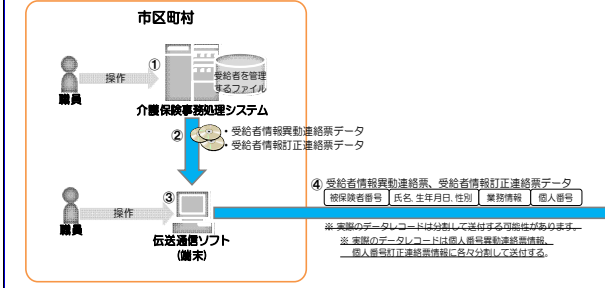 市区町村
①
操作
職員
受給者を管理
するファイル
介護保険事務処理システム
②
・受給者情報異動連絡票データ
・受給者情報訂正連絡票データ
③
操作
職員
伝送通信ソフト
(端末)
④ 受給者情報異動連絡票、受給者情報訂正連絡票データ
被保険者番号 氏名、生年月日、性別 業務情報 個人番号
※ 実際のデータレコードは分割して送付する可能性があります。
※ 実際のデータレコードは個人番号異動連絡票情報、
個人番号訂正連絡票情報に各々分割して送付する。